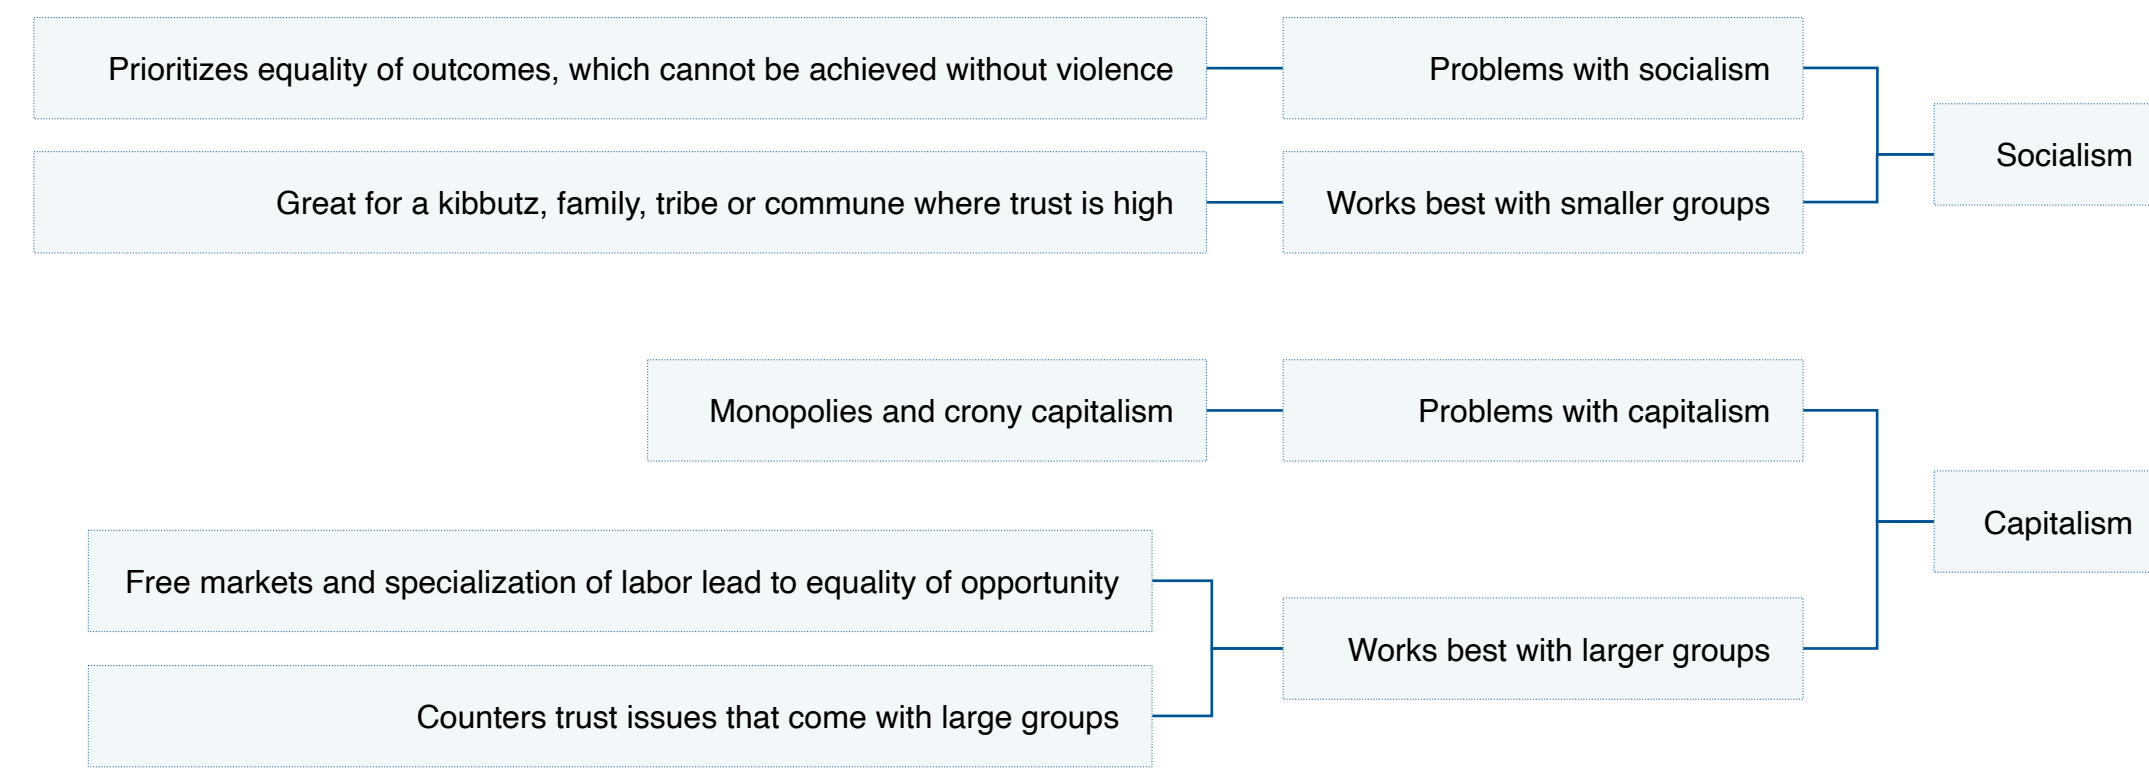 Prioritizes equality of outcomes, which cannot be achieved without violence
Problems with socialism
Socialism
Great for a kibbutz, family, tribe or commune where trust is high
Works best with smaller groups
Monopolies and crony capitalism
Problems with capitalism
Capitalism
Free markets and specialization of labor lead to equality of opportunity
Works best with larger groups
Counters trust issues that come with large groups